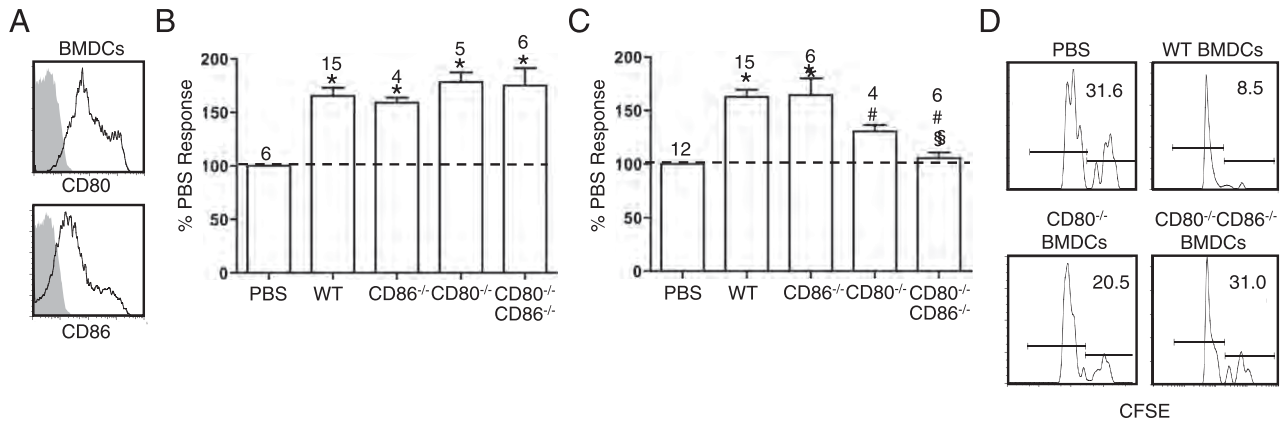 A
BMDCs
CD80
CD86
B
% PBS Response
200
150
100
50
0
6
15
*
4
*
5
*
6
*
PBS
WT
CD86-/-
CD80-/-
CD80-/-
CD86-/-
C
% PBS Response
200
150
100
50
0
12
15
*
6
*
4
#
6
#
§
PBS
WT
CD86-/-
CD80-/-
CD80-/-
CD86-/-
D
PBS
31.6
WT BMDCs
8.5
CD80-/-
BMDCs
20.5
CD80-/-CD86-/-
BMDCs
31.0
CFSE